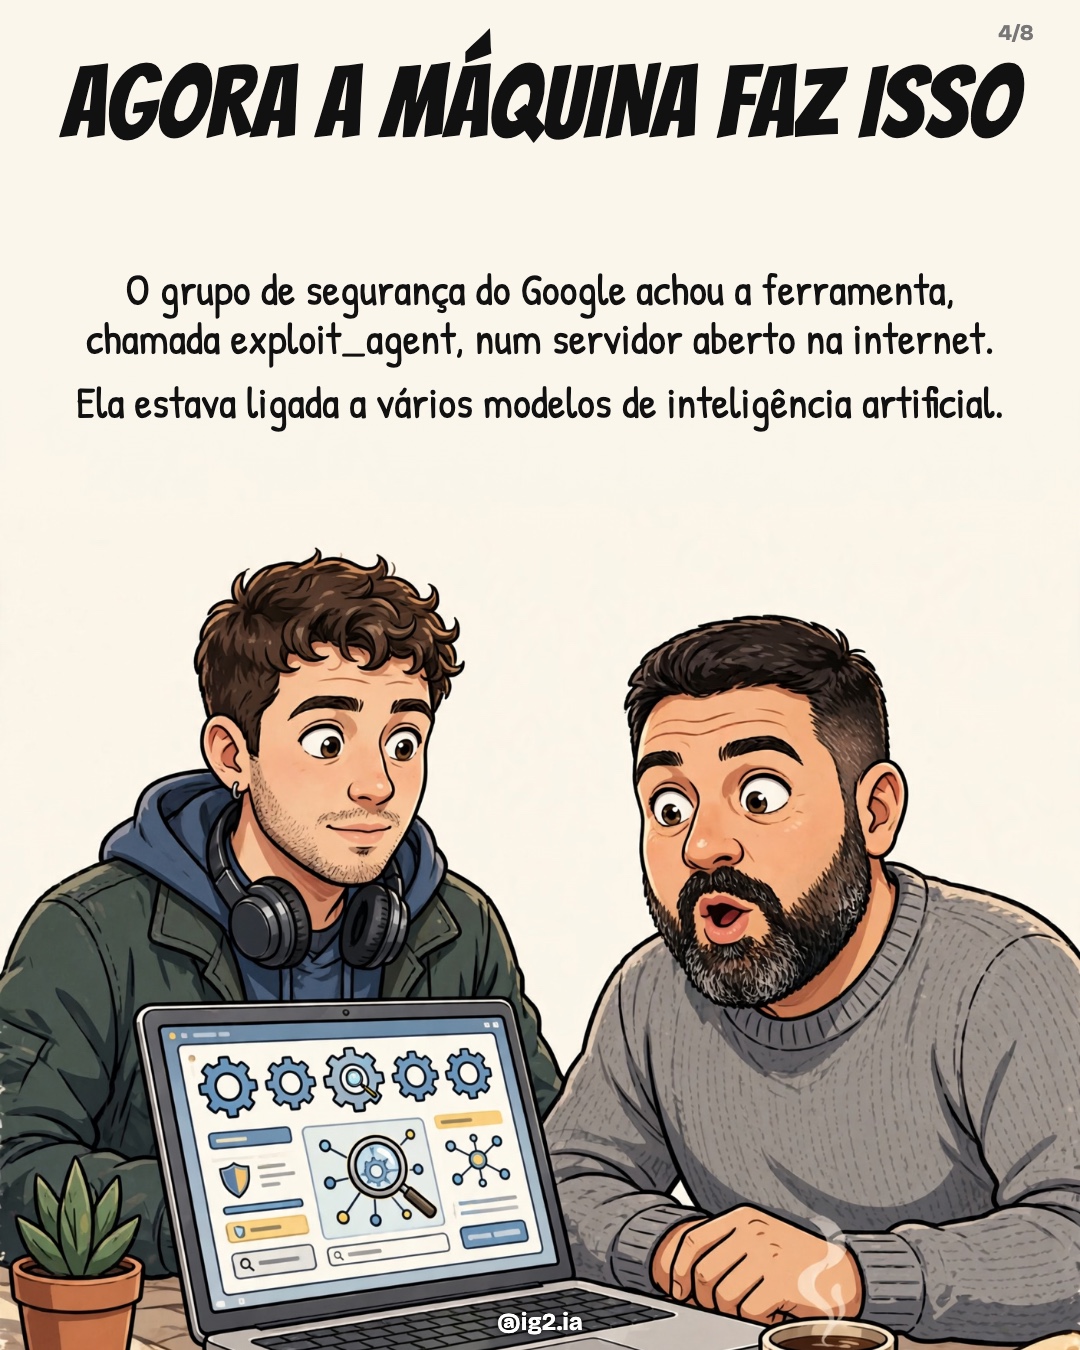 4/8
AGORA A MÁQUINA FAZ ISSO
O grupo de segurança do Google achou a ferramenta,
chamada exploit_agent, num servidor aberto na internet.
Ela estava ligada a vários modelos de inteligência artificial.
@ig2.ia